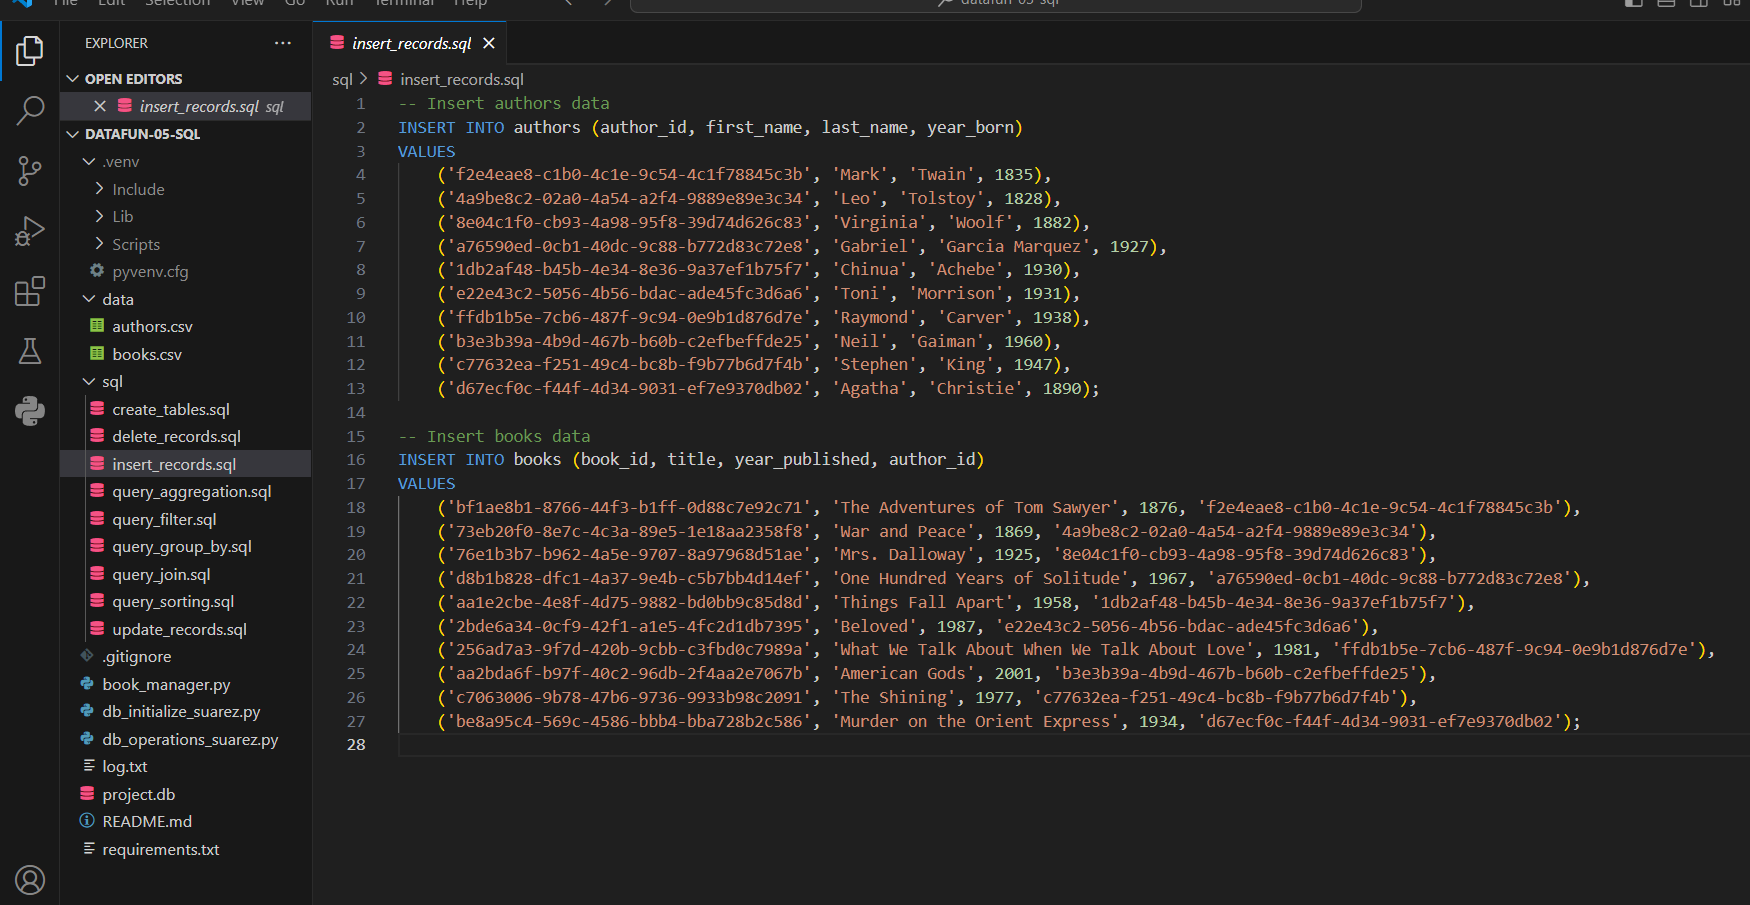 File Edit Selection View Go Run Terminal Help
datafun-05-sql
EXPLORER
OPEN EDITORS
insert_records.sql sql
DATAFUN-05-SQL
.venv
Include
Lib
Scripts
pyvenv.cfg
data
authors.csv
books.csv
sql
create_tables.sql
delete_records.sql
insert_records.sql
query_aggregation.sql
query_filter.sql
query_group_by.sql
query_join.sql
query_sorting.sql
update_records.sql
.gitignore
book_manager.py
db_initialize_suarez.py
db_operations_suarez.py
log.txt
project.db
README.md
requirements.txt
insert_records.sql
sql > insert_records.sql
1 -- Insert authors data
2 INSERT INTO authors (author_id, first_name, last_name, year_born)
3 VALUES
4 ('f2e4eae8-c1b0-4c1e-9c54-4c1f78845c3b', 'Mark', 'Twain', 1835),
5 ('4a9be8c2-02a0-4a54-a2f4-9889e89e3c34', 'Leo', 'Tolstoy', 1828),
6 ('8e04c1f0-cb93-4a98-95f8-39d74d626c83', 'Virginia', 'Woolf', 1882),
7 ('a76590ed-0cb1-40dc-9c88-b772d83c72e8', 'Gabriel', 'Garcia Marquez', 1927),
8 ('1db2af48-b45b-4e34-8e36-9a37ef1b75f7', 'Chinua', 'Achebe', 1930),
9 ('e22e43c2-5056-4b56-bdac-ade45fc3d6a6', 'Toni', 'Morrison', 1931),
10 ('ffdb1b5e-7cb6-487f-9c94-0e9b1d876d7e', 'Raymond', 'Carver', 1938),
11 ('b3e3b39a-4b9d-467b-b60b-c2efbeffde25', 'Neil', 'Gaiman', 1960),
12 ('c77632ea-f251-49c4-bc8b-f9b77b6d7f4b', 'Stephen', 'King', 1947),
13 ('d67ecf0c-f44f-4d34-9031-ef7e9370db02', 'Agatha', 'Christie', 1890);
14
15 -- Insert books data
16 INSERT INTO books (book_id, title, year_published, author_id)
17 VALUES
18 ('bf1ae8b1-8766-44f3-b1ff-0d88c7e92c71', 'The Adventures of Tom Sawyer', 1876, 'f2e4eae8-c1b0-4c1e-9c54-4c1f78845c3b'),
19 ('73eb20f0-8e7c-4c3a-89e5-1e18aa2358f8', 'War and Peace', 1869, '4a9be8c2-02a0-4a54-a2f4-9889e89e3c34'),
20 ('76e1b3b7-b962-4a5e-9707-8a97968d51ae', 'Mrs. Dalloway', 1925, '8e04c1f0-cb93-4a98-95f8-39d74d626c83'),
21 ('d8b1b828-dfc1-4a37-9e4b-c5b7bb4d14ef', 'One Hundred Years of Solitude', 1967, 'a76590ed-0cb1-40dc-9c88-b772d83c72e8'),
22 ('aa1e2cbe-4e8f-4d75-9882-bd0bb9c85d8d', 'Things Fall Apart', 1958, '1db2af48-b45b-4e34-8e36-9a37ef1b75f7'),
23 ('2bde6a34-0cf9-42f1-a1e5-4fc2d1db7395', 'Beloved', 1987, 'e22e43c2-5056-4b56-bdac-ade45fc3d6a6'),
24 ('256ad7a3-9f7d-420b-9cbb-c3fbd0c7989a', 'What We Talk About When We Talk About Love', 1981, 'ffdb1b5e-7cb6-487f-9c94-0e9b1d876d7e'),
25 ('aa2bda6f-b97f-40c2-96db-2f4aa2e7067b', 'American Gods', 2001, 'b3e3b39a-4b9d-467b-b60b-c2efbeffde25'),
26 ('c7063006-9b78-47b6-9736-9933b98c2091', 'The Shining', 1977, 'c77632ea-f251-49c4-bc8b-f9b77b6d7f4b'),
27 ('be8a95c4-569c-4586-bbb4-bba728b2c586', 'Murder on the Orient Express', 1934, 'd67ecf0c-f44f-4d34-9031-ef7e9370db02');
28